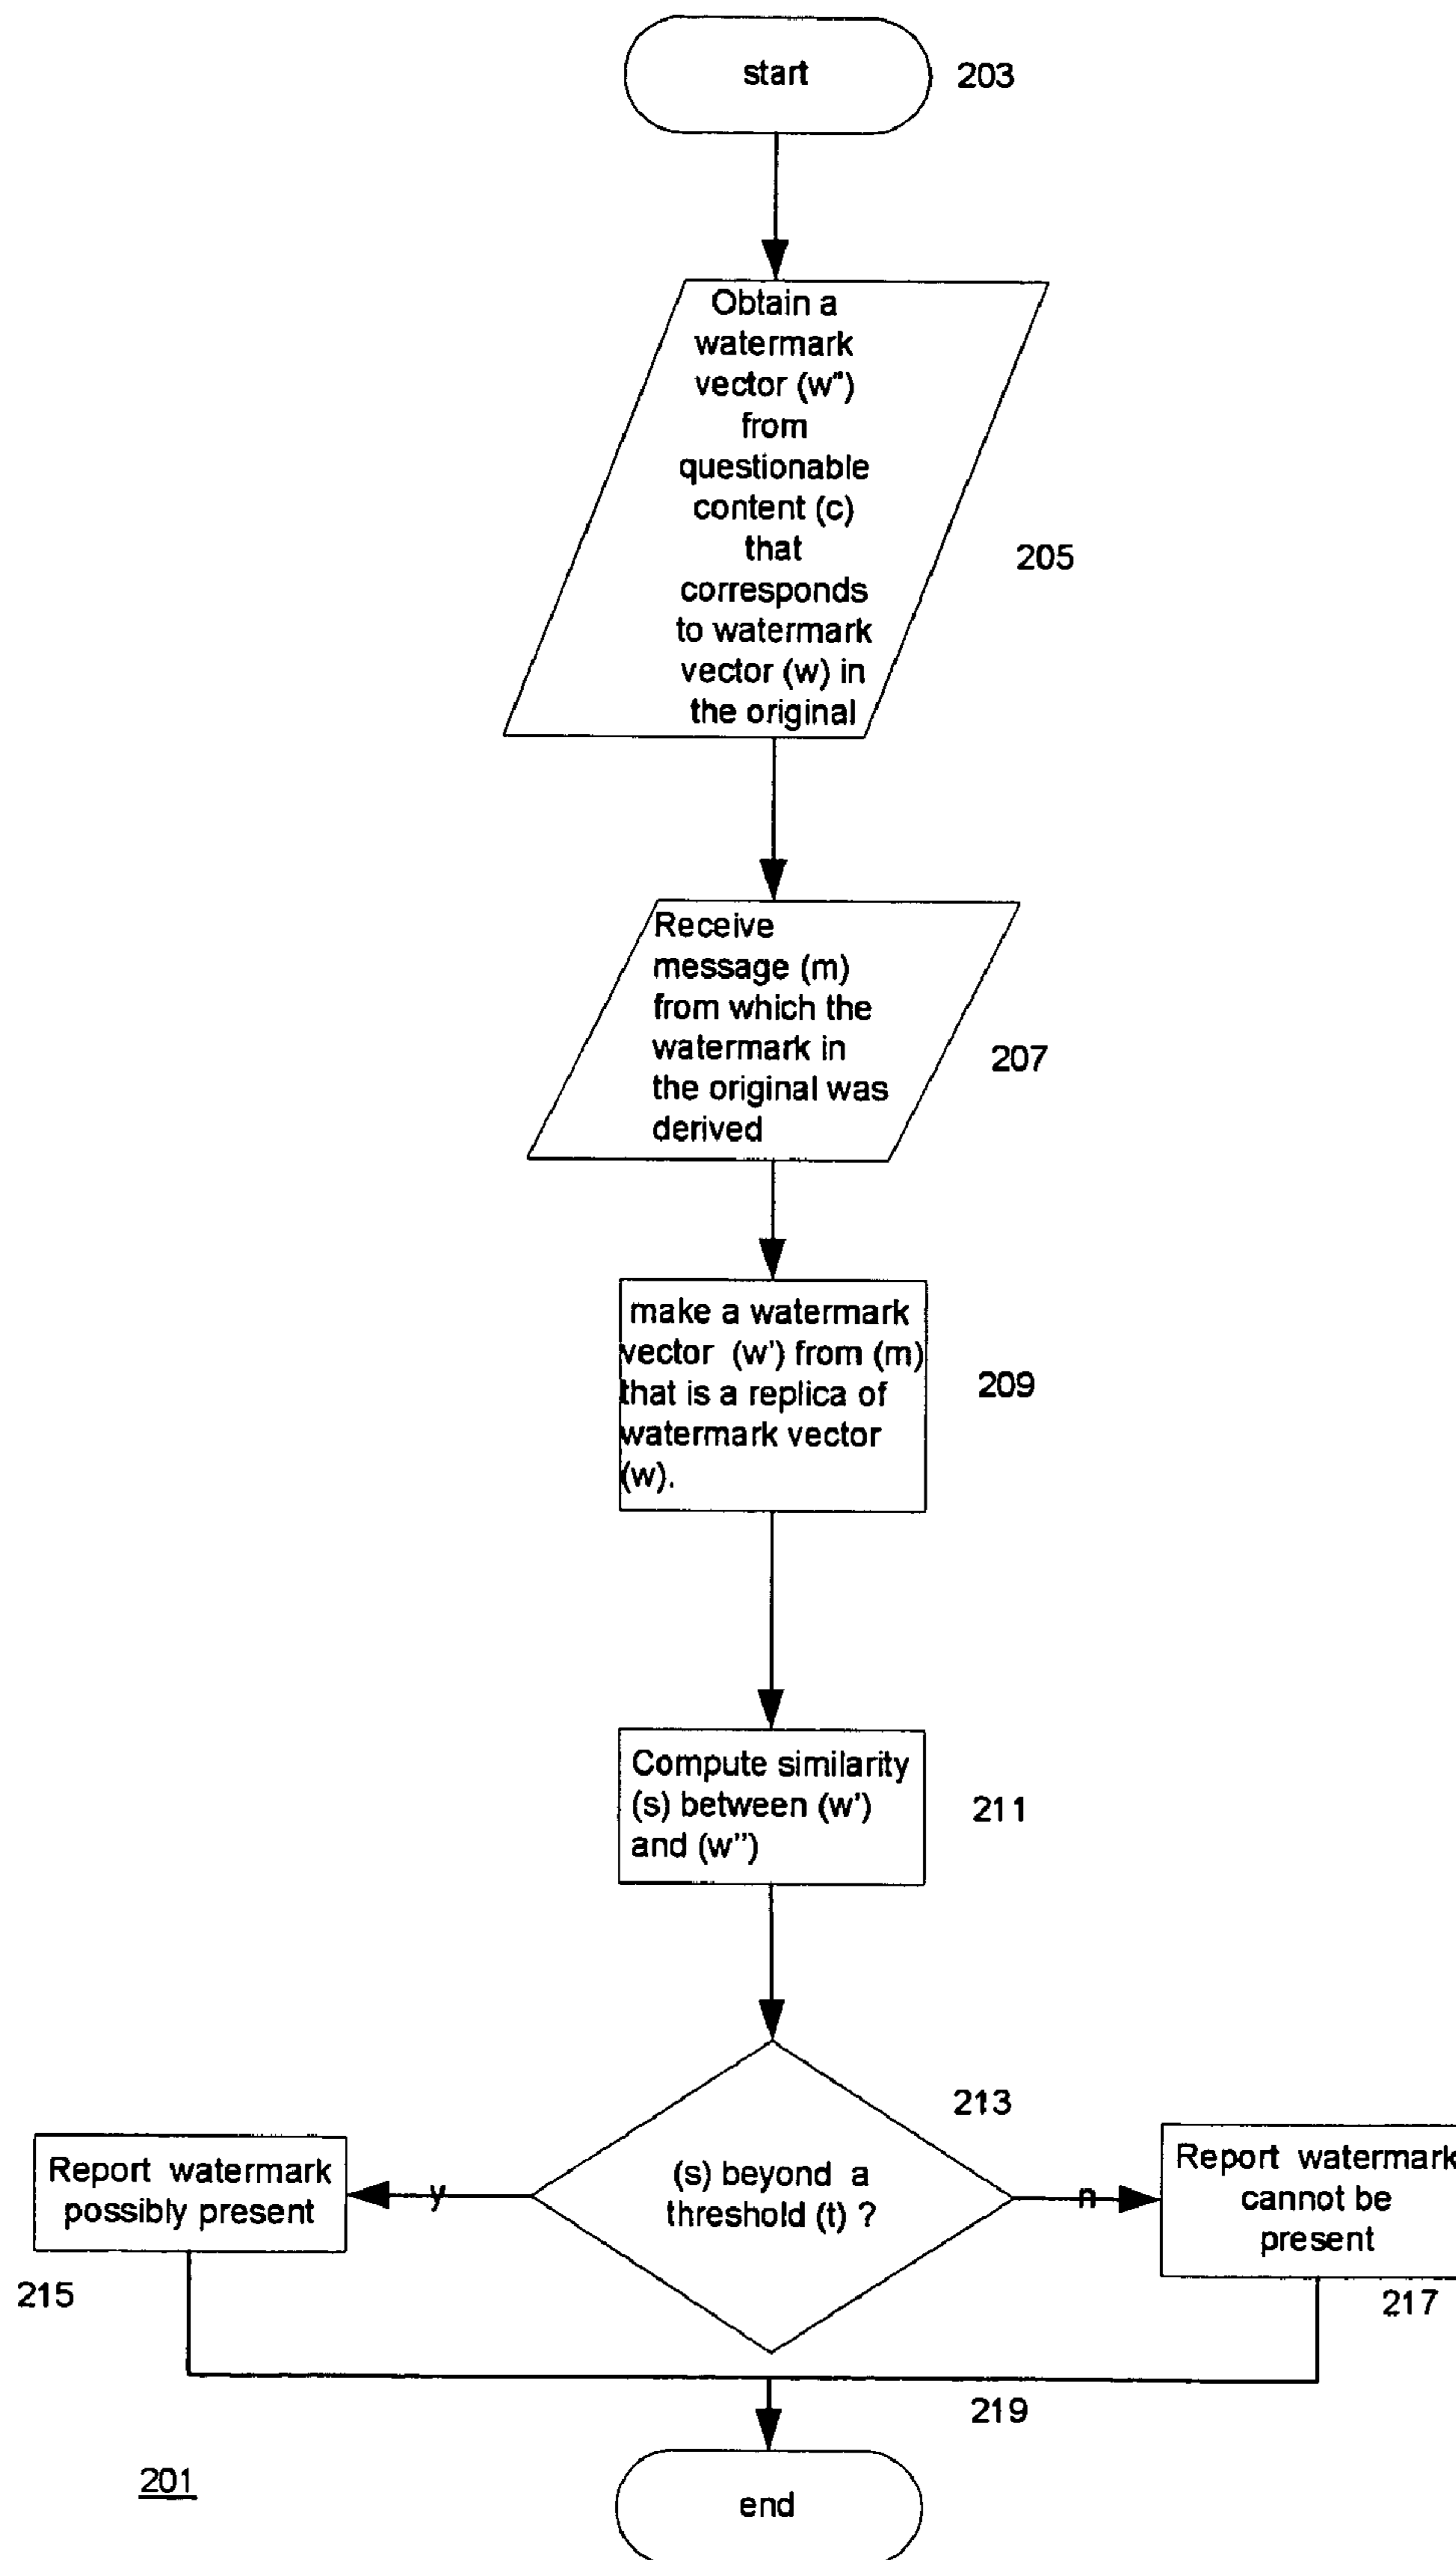 start
203
Obtain a
watermark
vector (w")
from
questionable
content (c)
that
corresponds
to watermark
vector (w) in
the original
205
Receive
message (m)
from which the
watermark in
the original was
derived
207
make a watermark
vector (w') from (m)
that is a replica of
watermark vector
(w).
209
Compute similarity
(s) between (w')
and (w'')
211
213
(s) beyond a
threshold (t) ?
y
n
Report watermark
possibly present
215
Report watermark
cannot be
present
217
219
201
end